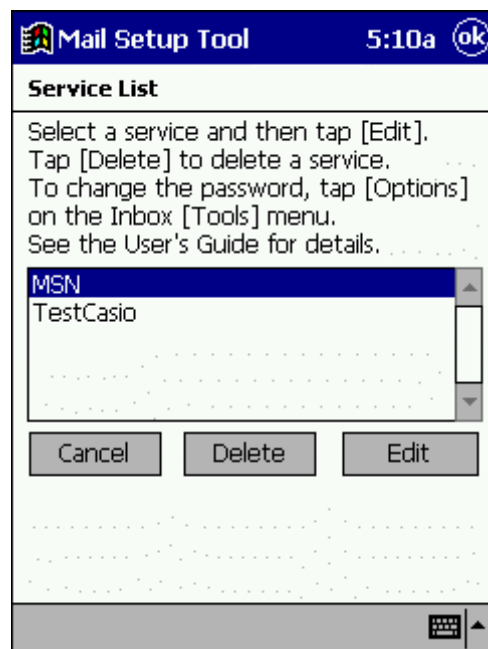 Mail Setup Tool 5:10a ok
Service List
Select a service and then tap [Edit].
Tap [Delete] to delete a service.
To change the password, tap [Options]
on the Inbox [Tools] menu.
See the User's Guide for details.
MSN
TestCasio
Cancel Delete Edit